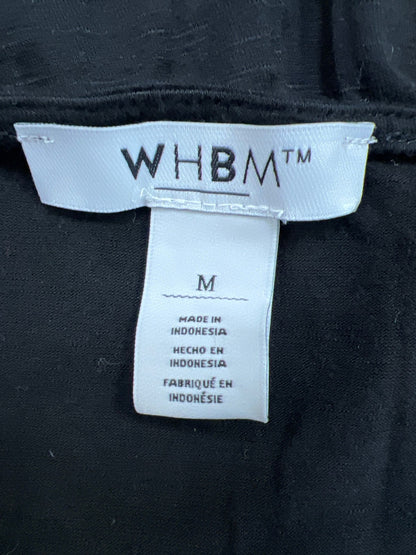 WHBM™
M
MADE IN
INDONESIA
HECHO EN
INDONESIA
FABRIQUÉ EN
INDONÉSIE